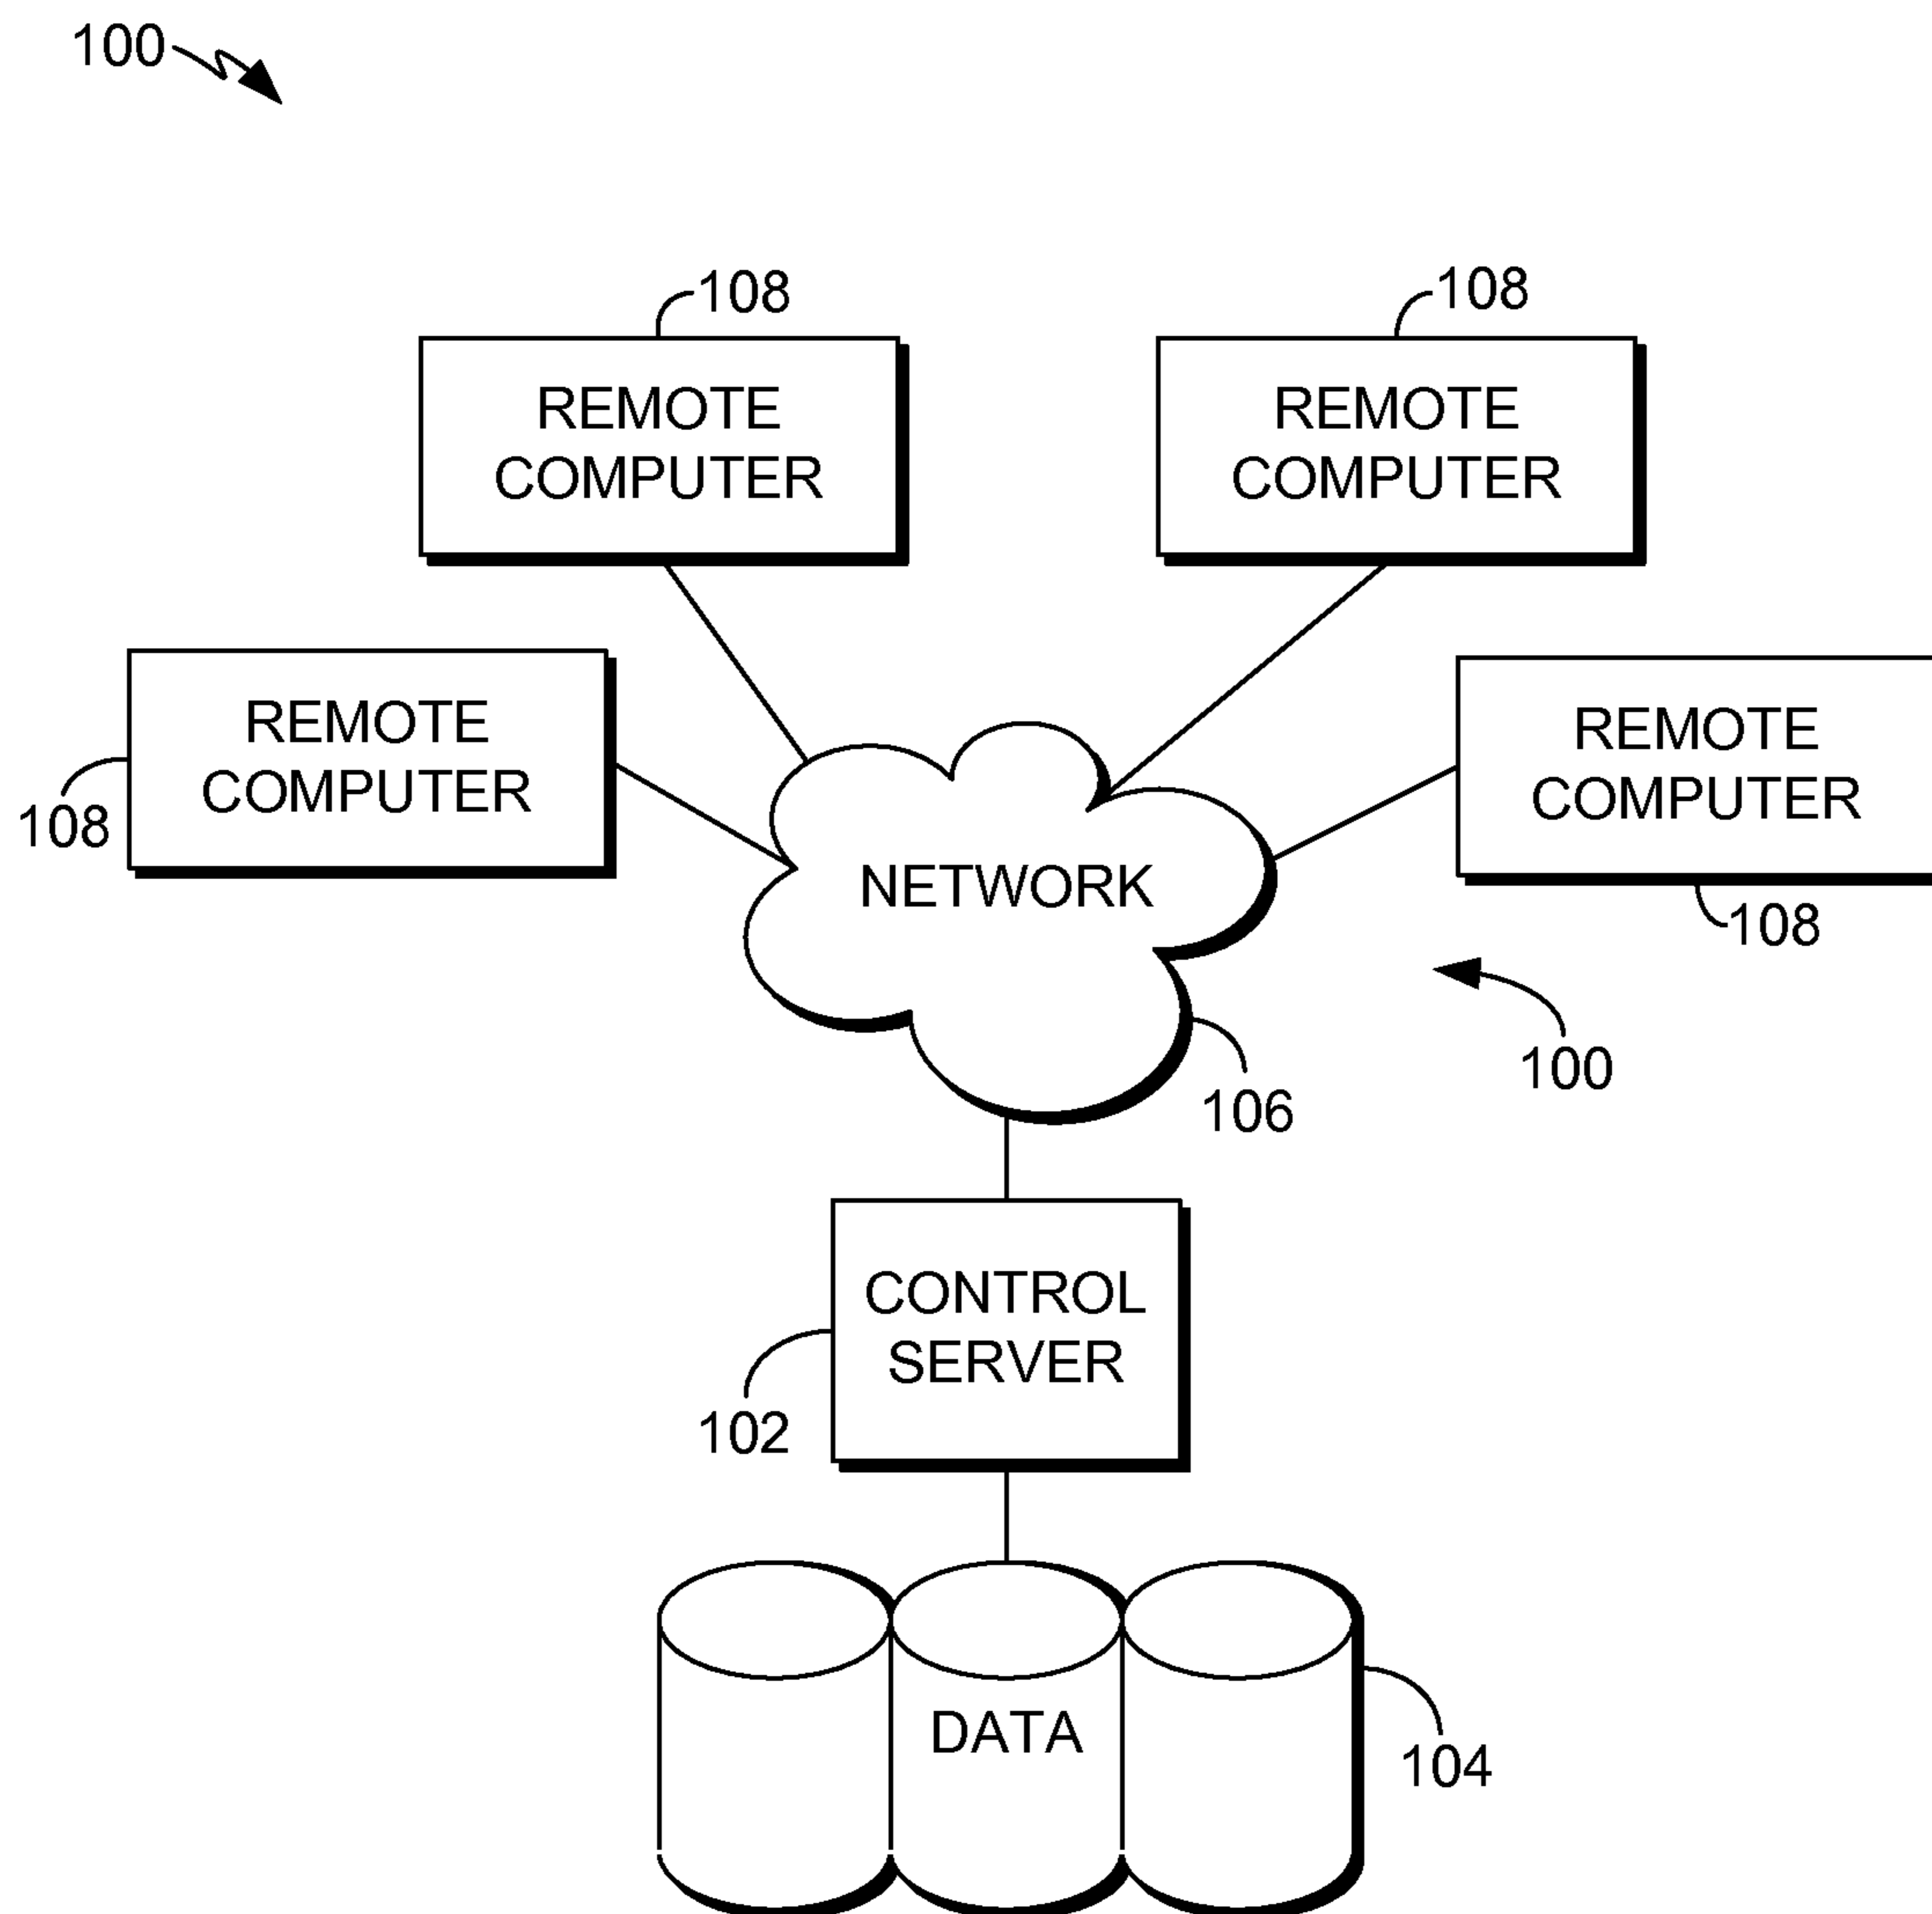 100
108
108
REMOTE
COMPUTER
REMOTE
COMPUTER
REMOTE
COMPUTER
108
REMOTE
COMPUTER
108
NETWORK
100
106
CONTROL
SERVER
102
DATA
104